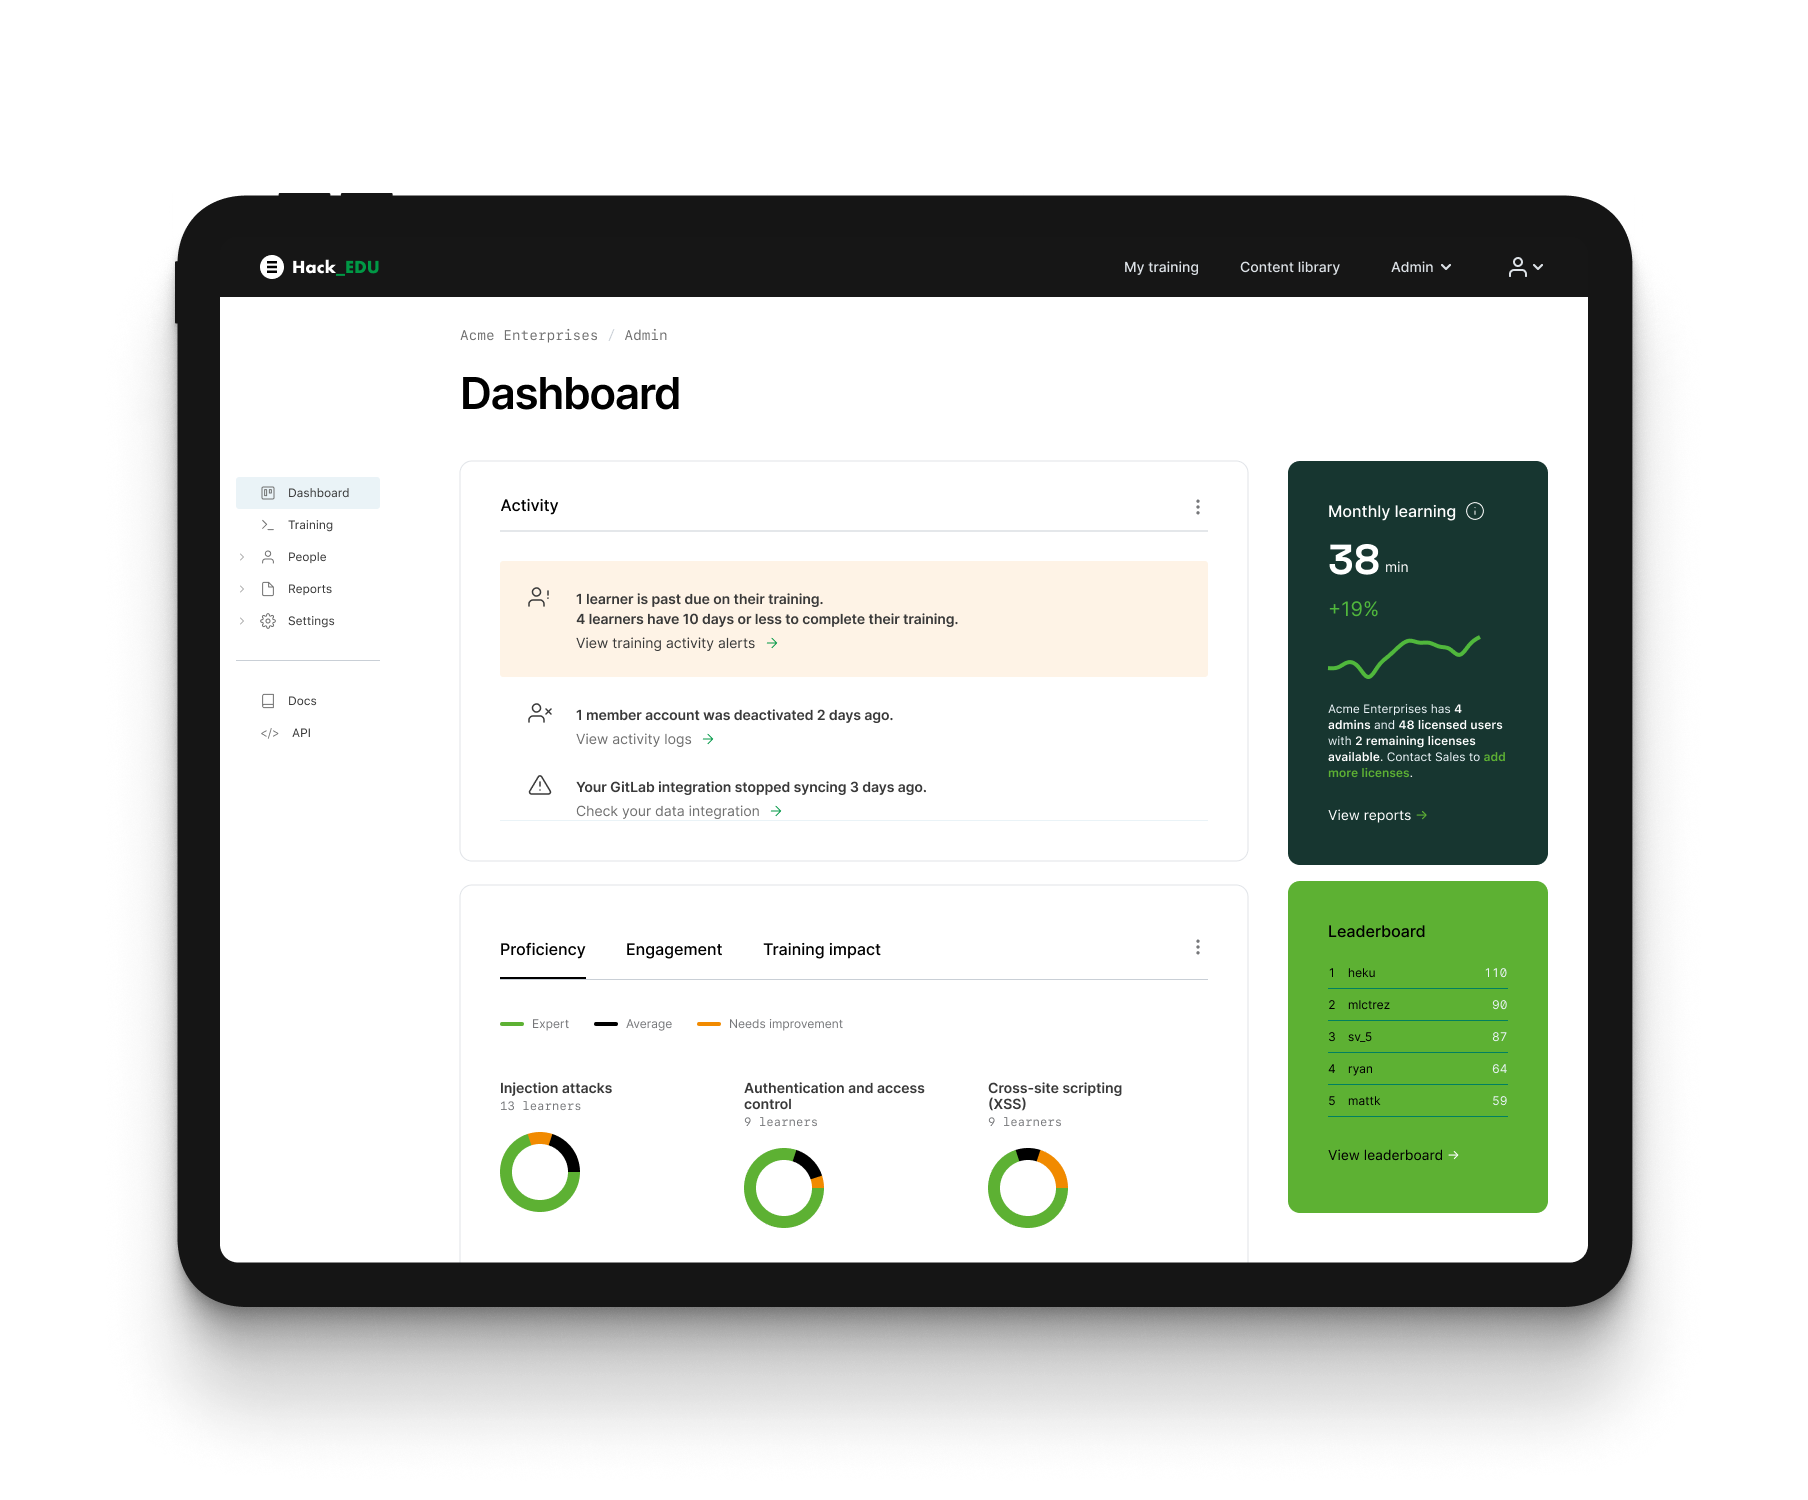 Hack_EDU
My training
Content library
Admin
Acme Enterprises / Admin
Dashboard
Dashboard
Training
People
Reports
Settings
Docs
</> API
Activity
1 learner is past due on their training.
4 learners have 10 days or less to complete their training.
View training activity alerts →
1 member account was deactivated 2 days ago.
View activity logs →
Your GitLab integration stopped syncing 3 days ago.
Check your data integration →
Monthly learning
38 min
+19%
Acme Enterprises has 4
admins and 48 licensed users
with 2 remaining licenses
available. Contact Sales to add
more licenses.
View reports →
Proficiency
Engagement
Training impact
Expert
Average
Needs improvement
Injection attacks
13 learners
Authentication and access
control
9 learners
Cross-site scripting
(XSS)
9 learners
Leaderboard
1 heku 110
2 mlctrez 90
3 sv_5 87
4 ryan 64
5 mattk 59
View leaderboard →